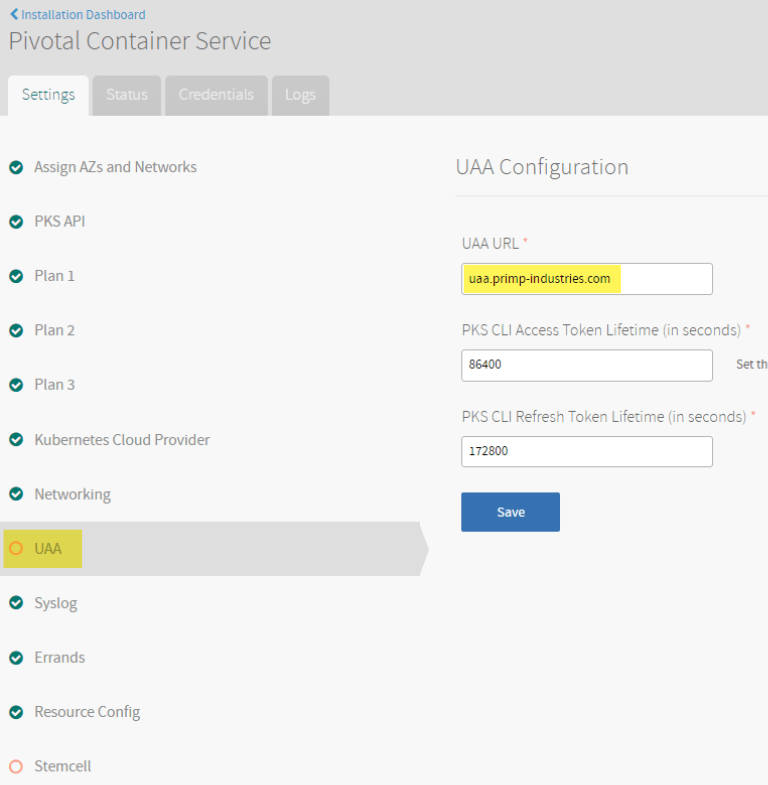 Installation Dashboard
Pivotal Container Service
Settings
Status
Credentials
Logs
Assign AZs and Networks
PKS API
Plan 1
Plan 2
Plan 3
Kubernetes Cloud Provider
Networking
UAA
Syslog
Errands
Resource Config
Stemcell
UAA Configuration
UAA URL *
uaa.primp-industries.com
PKS CLI Access Token Lifetime (in seconds) *
86400
Set th
PKS CLI Refresh Token Lifetime (in seconds) *
172800
Save